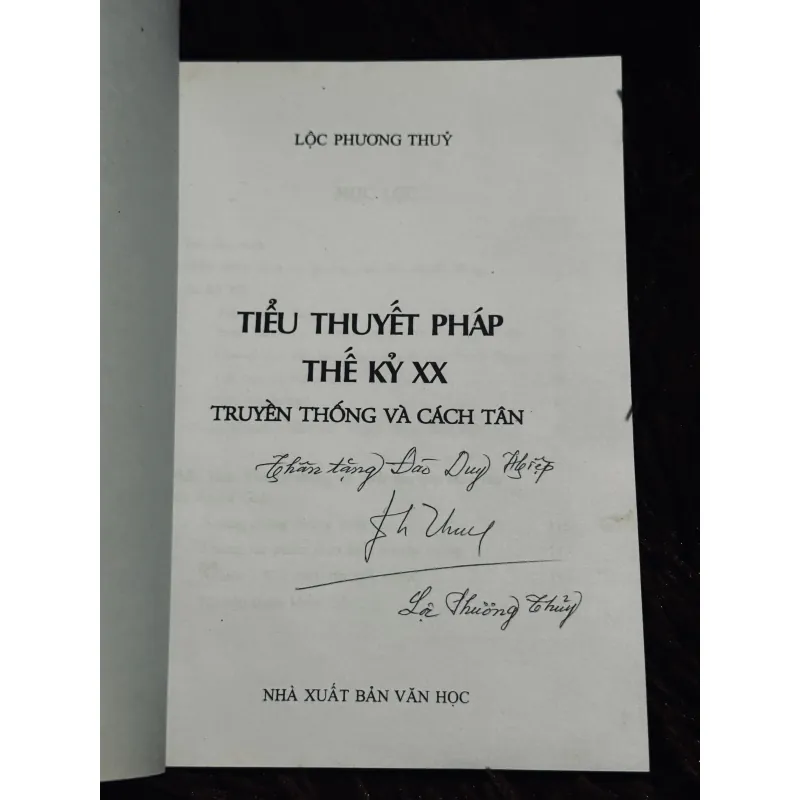 LỘC PHƯƠNG THUỶ
TIỂU THUYẾT PHÁP
THẾ KỶ XX
TRUYỀN THỐNG VÀ CÁCH TÂN
Thân tặng Đào Duy Hiệp
Lộc Phương Thủy
NHÀ XUẤT BẢN VĂN HỌC